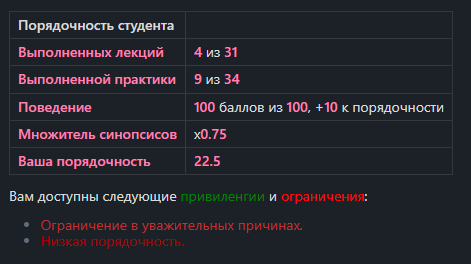 Порядочность студента
Выполненных лекций 4 из 31
Выполненной практики 9 из 34
Поведение 100 баллов из 100, +10 к порядочности
Множитель синопсисов x0.75
Ваша порядочность 22.5
Вам доступны следующие привиленгии и ограничения:
Ограничение в уважительных причинах.
Низкая порядочность.